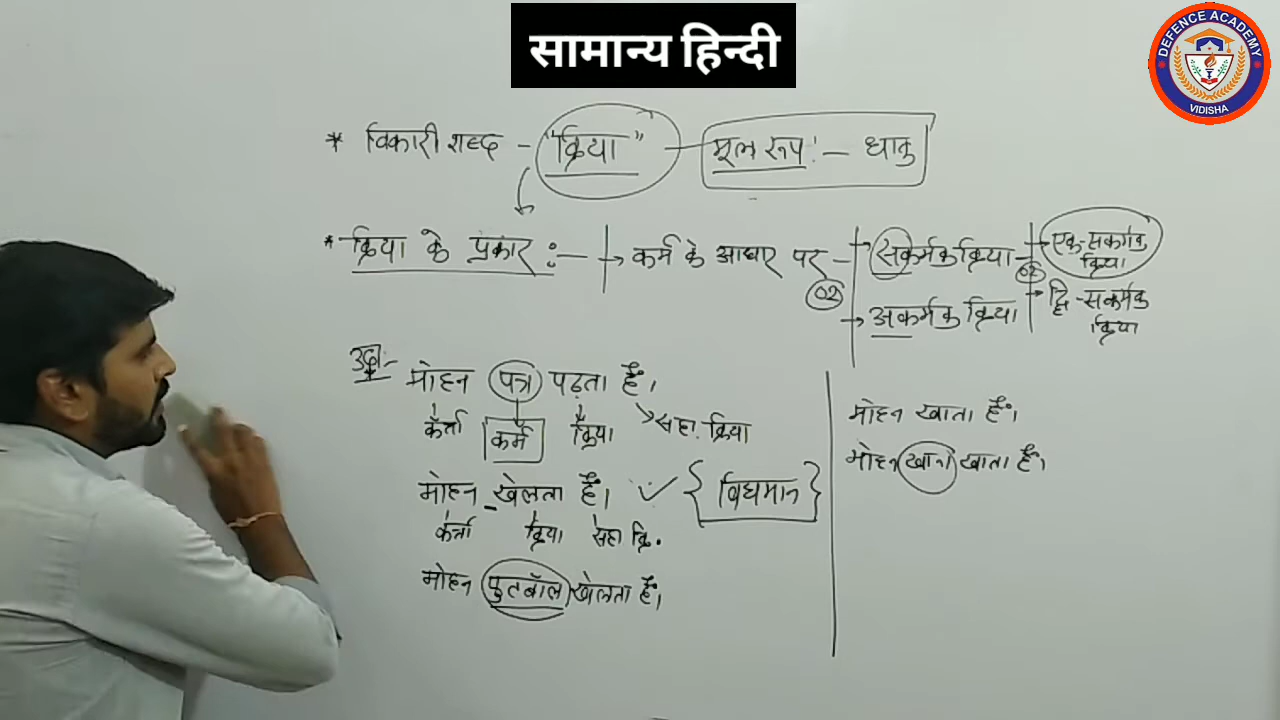 सामान्य हिन्दी
DEFENCE ACADEMY
VIDISHA
* विकारी शब्द - "क्रिया" - मूल रूप :- धातु
* क्रिया के प्रकार :- → कर्म के आधार पर - 02
→ सकर्मक क्रिया - 02
→ एक-सकर्मक क्रिया
→ द्वि-सकर्मक क्रिया
→ अकर्मक क्रिया
उदा:- मोहन पत्र पढ़ता है।
कर्त्ता कर्म क्रिया सहा. क्रिया
मोहन - खेलता है। ✓ { विद्यमान }
कर्त्ता क्रिया सहा क्रि.
मोहन फुटबॉल खेलता है।
मोहन खाता है।
मोहन खाना खाता है।